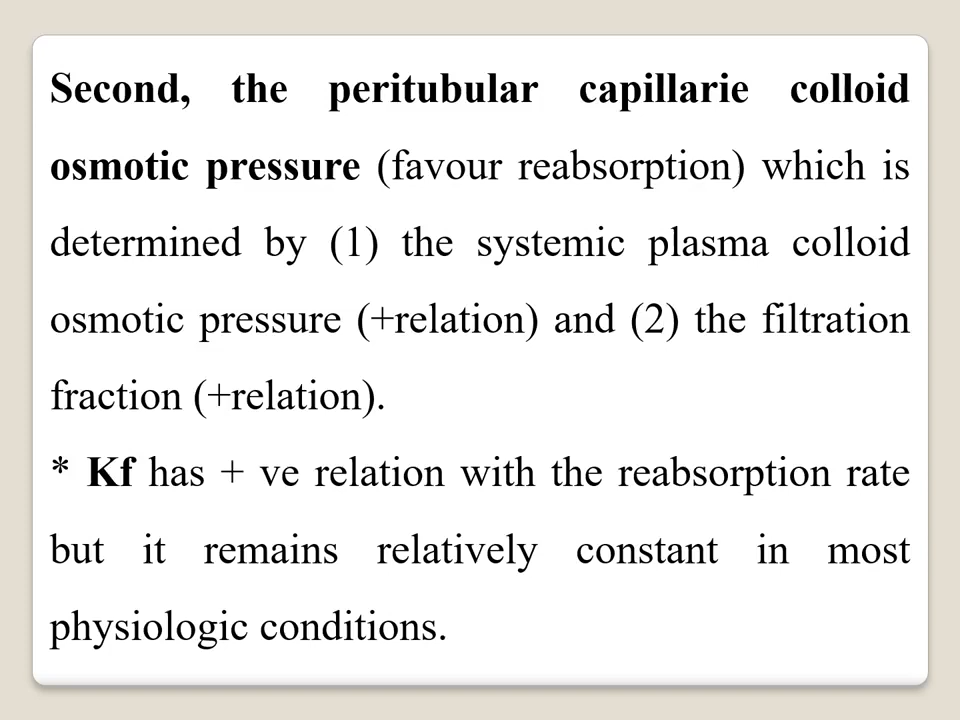 Second, the peritubular capillarie colloid
osmotic pressure (favour reabsorption) which is
determined by (1) the systemic plasma colloid
osmotic pressure (+relation) and (2) the filtration
fraction (+relation).
* Kf has + ve relation with the reabsorption rate
but it remains relatively constant in most
physiologic conditions.